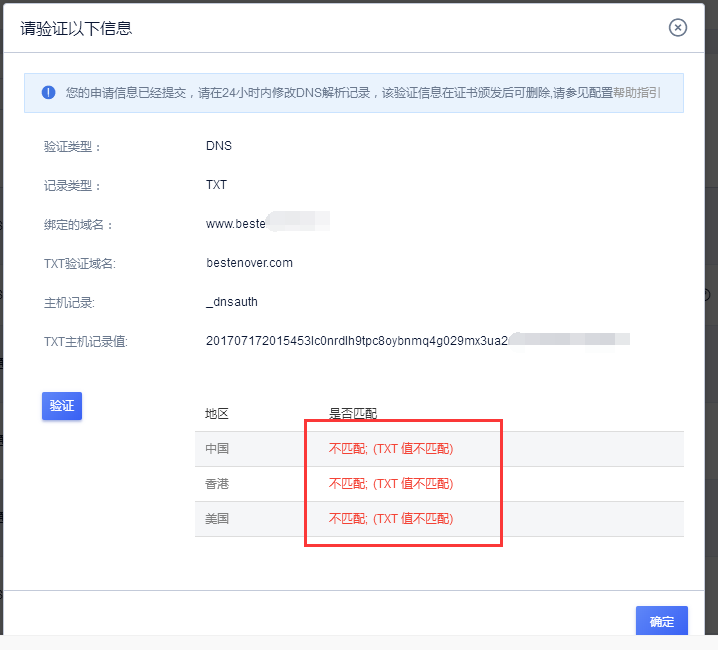 请验证以下信息
您的申请信息已经提交，请在24小时内修改DNS解析记录，该验证信息在证书颁发后可删除,请参见配置帮助指引
验证类型： DNS
记录类型： TXT
绑定的域名： www.beste
TXT验证域名: bestenover.com
主机记录: _dnsauth
TXT主机记录值: 201707172015453lc0nrdlh9tpc8oybnmq4g029mx3ua2
验证
地区 是否匹配
中国 不匹配; (TXT 值不匹配)
香港 不匹配; (TXT 值不匹配)
美国 不匹配; (TXT 值不匹配)
确定